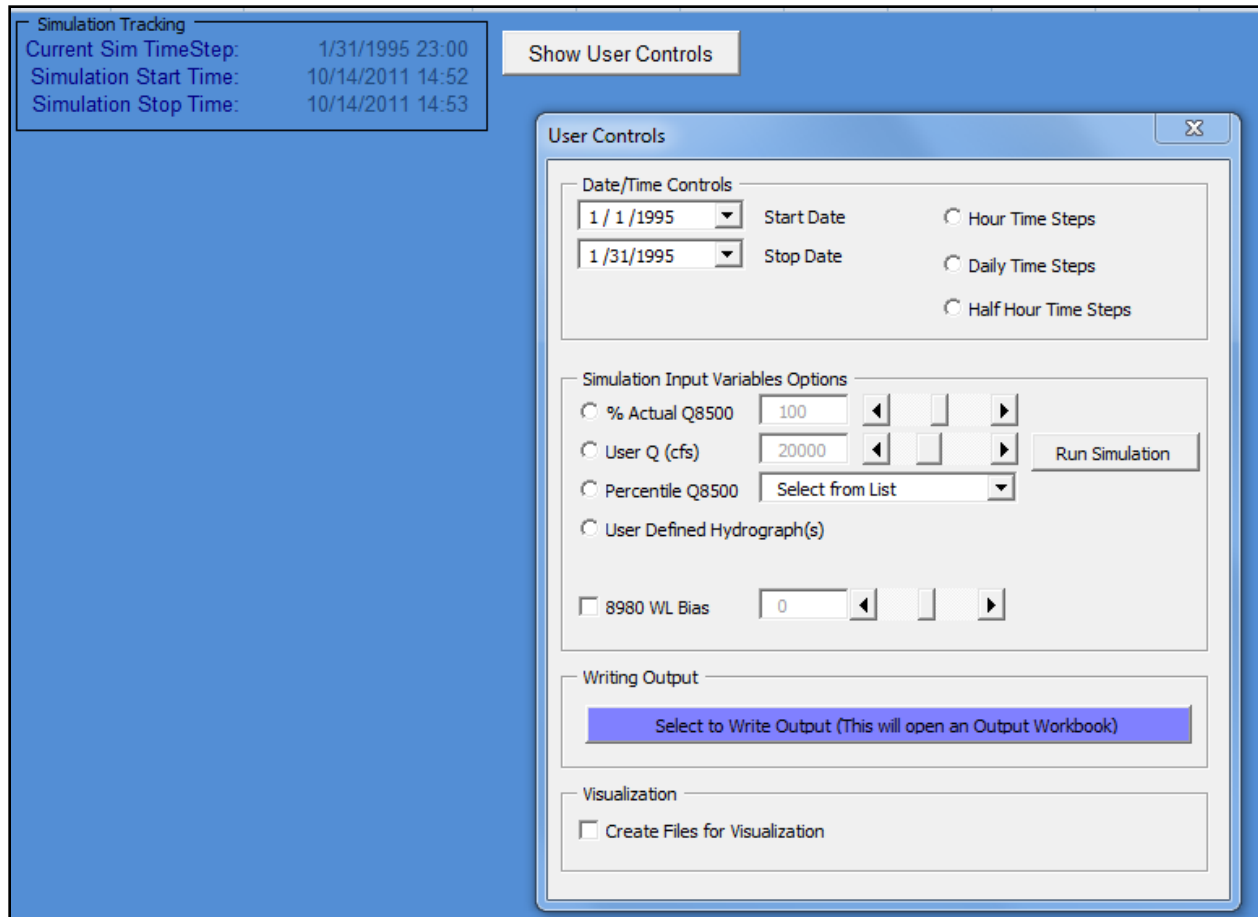 Simulation Tracking
Current Sim TimeStep: 1/31/1995 23:00
Simulation Start Time: 10/14/2011 14:52
Simulation Stop Time: 10/14/2011 14:53
Show User Controls
User Controls
Date/Time Controls
1 / 1 /1995 Start Date Hour Time Steps
1 /31/1995 Stop Date Daily Time Steps
Half Hour Time Steps
Simulation Input Variables Options
% Actual Q8500 100
User Q (cfs) 20000 Run Simulation
Percentile Q8500 Select from List
User Defined Hydrograph(s)
8980 WL Bias 0
Writing Output
Select to Write Output (This will open an Output Workbook)
Visualization
Create Files for Visualization